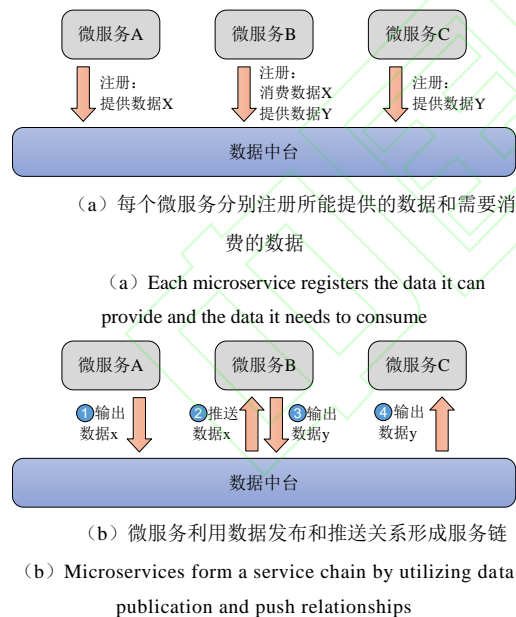 微服务A 微服务B 微服务C
注册：
提供数据X
注册：
消费数据X
提供数据Y
注册：
提供数据Y
数据中台
（a）每个微服务分别注册所能提供的数据和需要消
费的数据
（a）Each microservice registers the data it can
provide and the data it needs to consume
微服务A 微服务B 微服务C
①输出
数据x
②推送
数据x
③输出
数据y
④输出
数据y
数据中台
（b）微服务利用数据发布和推送关系形成服务链
（b）Microservices form a service chain by utilizing data
publication and push relationships